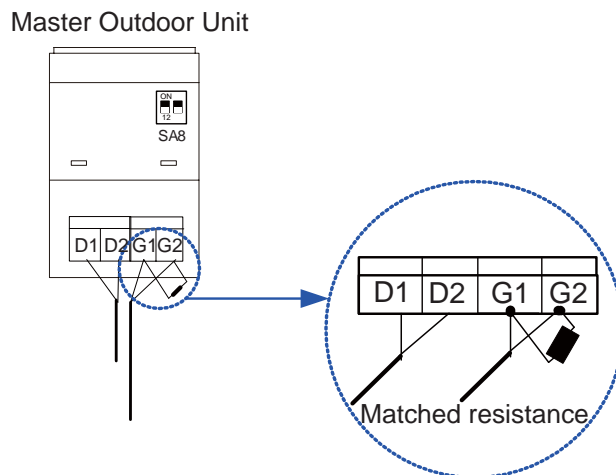 Master Outdoor Unit
ON
12
SA8
D1 D2 G1 G2
D1 D2 G1 G2
Matched resistance